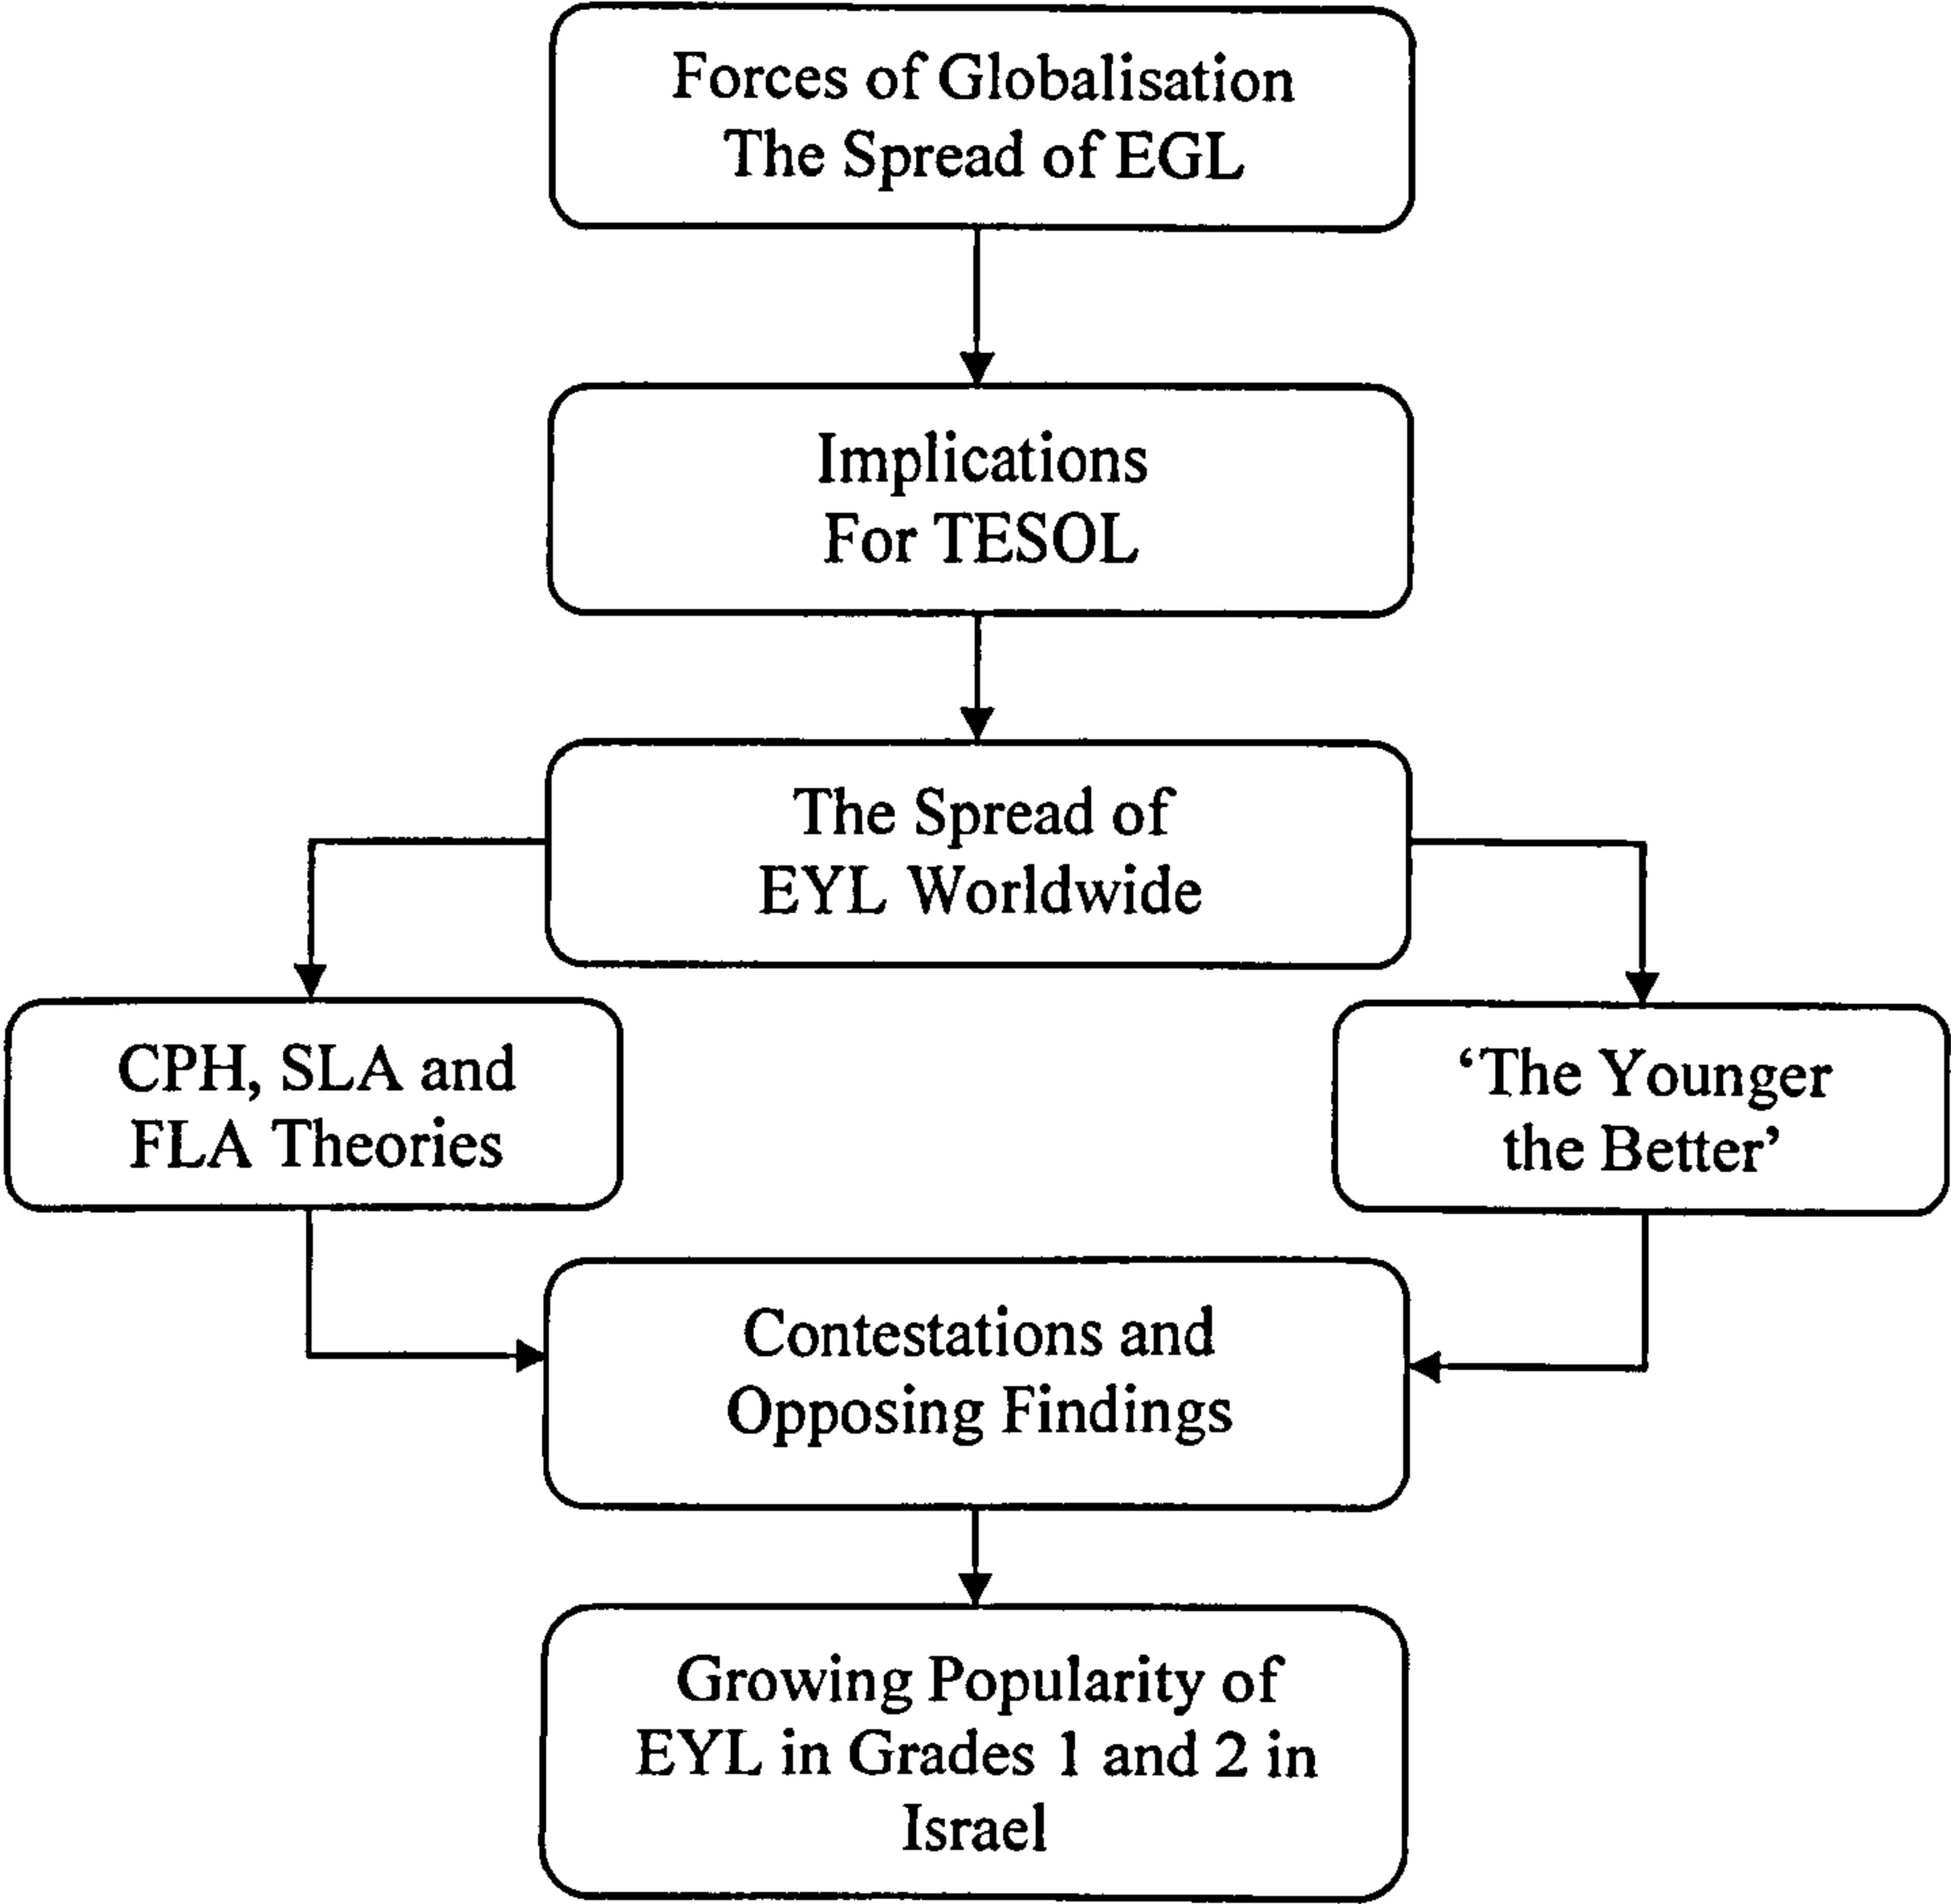 Forces of Globalisation
The Spread of EGL
Implications
For TESOL
The Spread of
EYL Worldwide
CPH, SLA and
FLA Theories
‘The Younger
the Better’
Contestations and
Opposing Findings
Growing Popularity of
EYL in Grades 1 and 2 in
Israel